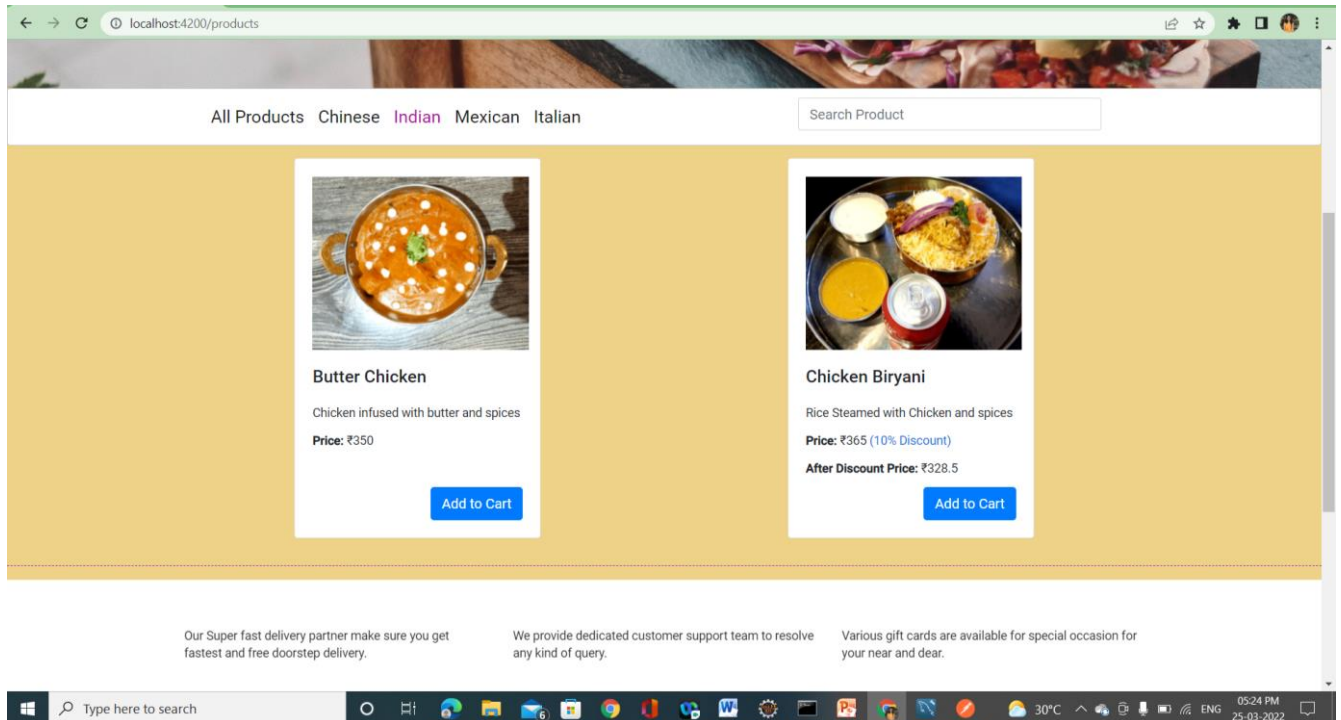 localhost:4200/products
All Products Chinese Indian Mexican Italian
Search Product
Butter Chicken
Chicken infused with butter and spices
Price: ₹350
Add to Cart
Chicken Biryani
Rice Steamed with Chicken and spices
Price: ₹365 (10% Discount)
After Discount Price: ₹328.5
Add to Cart
Our Super fast delivery partner make sure you get
fastest and free doorstep delivery.
We provide dedicated customer support team to resolve
any kind of query.
Various gift cards are available for special occasion for
your near and dear.
Type here to search
6
30°C
ENG
05:24 PM
25-03-2022